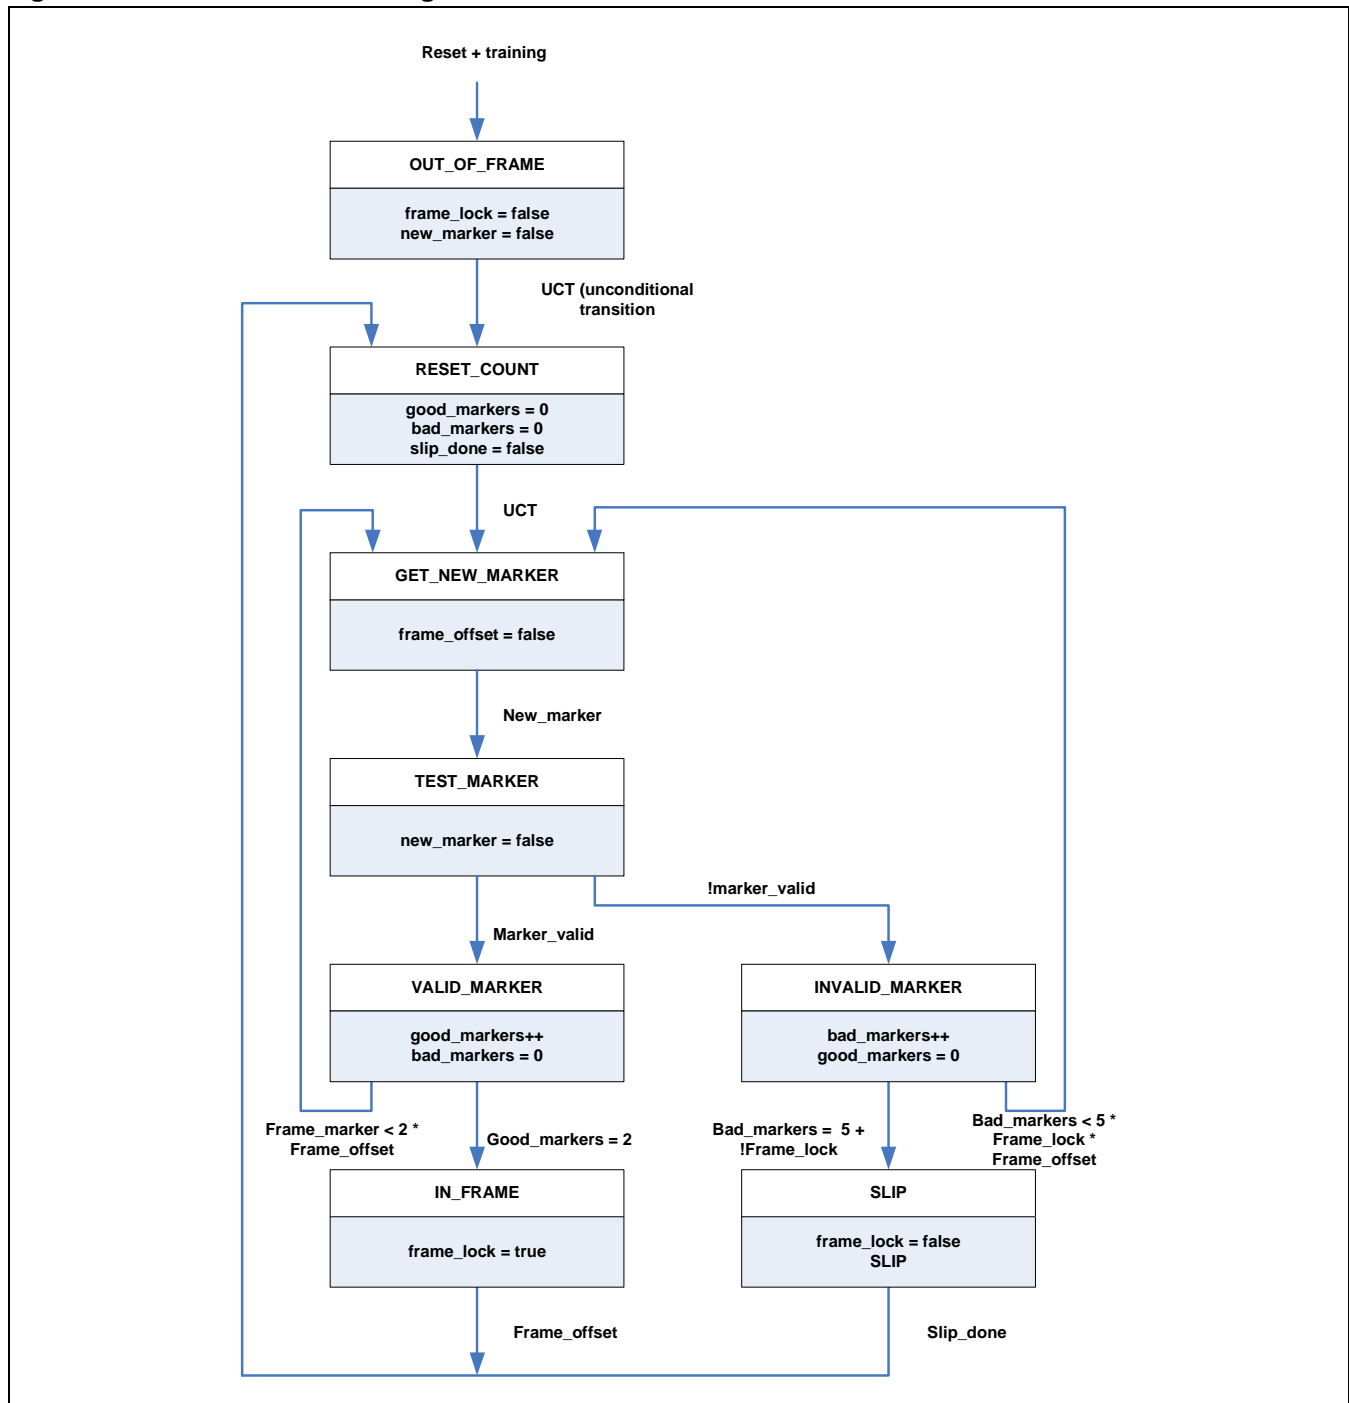 Reset + training
OUT_OF_FRAME
frame_lock = false
new_marker = false
UCT (unconditional
transition
RESET_COUNT
good_markers = 0
bad_markers = 0
slip_done = false
UCT
GET_NEW_MARKER
frame_offset = false
New_marker
TEST_MARKER
new_marker = false
!marker_valid
Marker_valid
VALID_MARKER
good_markers++
bad_markers = 0
INVALID_MARKER
bad_markers++
good_markers = 0
Frame_marker < 2 *
Frame_offset
Good_markers = 2
Bad_markers =  5 +
!Frame_lock
Bad_markers < 5 *
Frame_lock *
Frame_offset
IN_FRAME
frame_lock = true
SLIP
frame_lock = false
SLIP
Frame_offset
Slip_done